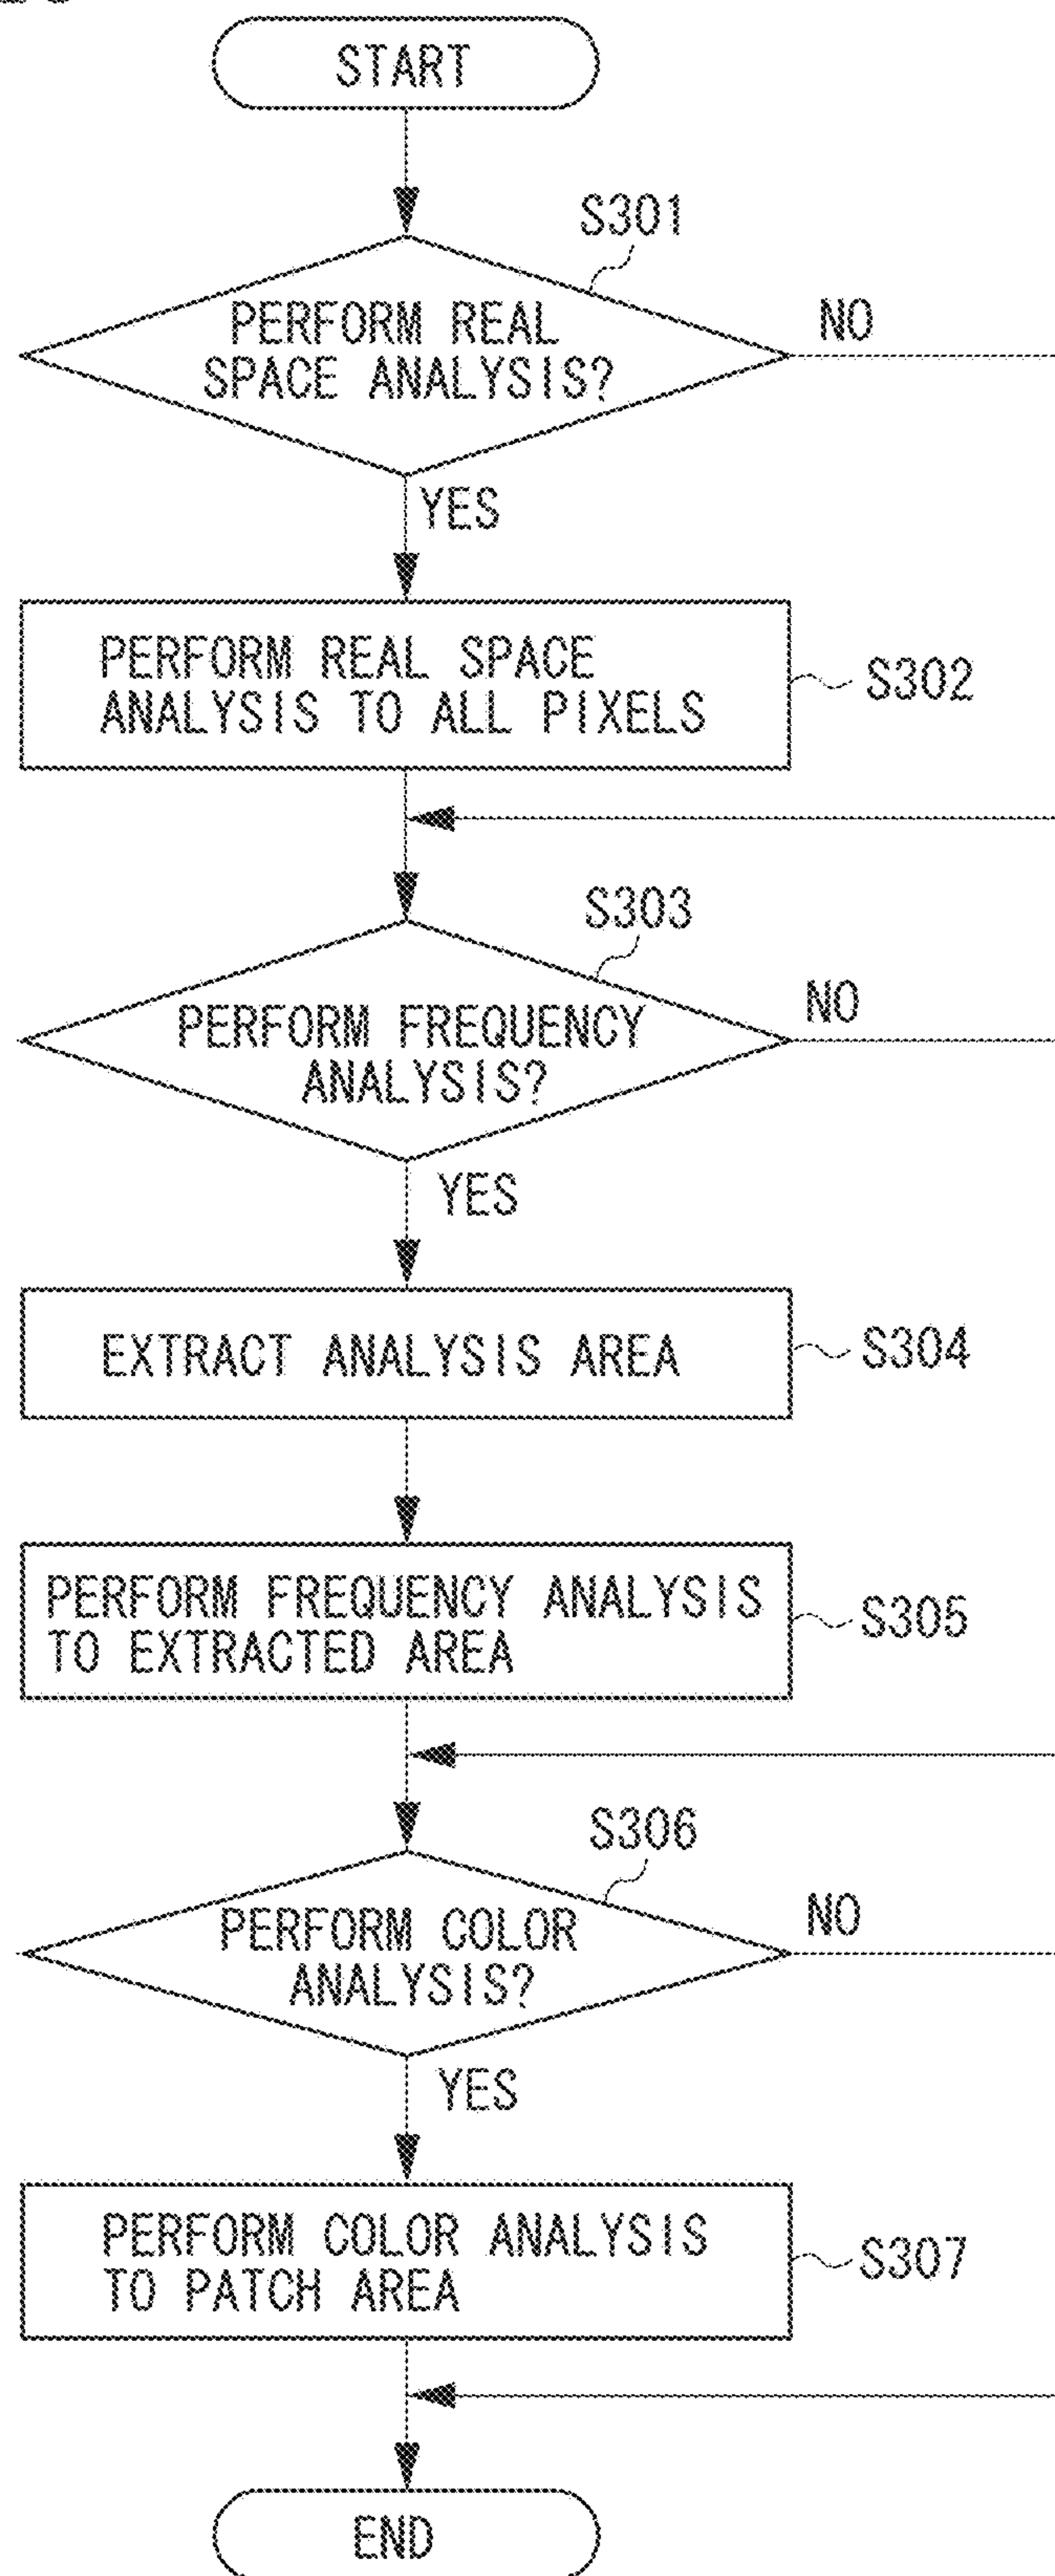 START
S301
PERFORM REAL
SPACE ANALYSIS?
NO
YES
PERFORM REAL SPACE
ANALYSIS TO ALL PIXELS
S302
S303
PERFORM FREQUENCY
ANALYSIS?
NO
YES
EXTRACT ANALYSIS AREA
S304
PERFORM FREQUENCY ANALYSIS
TO EXTRACTED AREA
S305
S306
PERFORM COLOR
ANALYSIS?
NO
YES
PERFORM COLOR ANALYSIS
TO PATCH AREA
S307
END